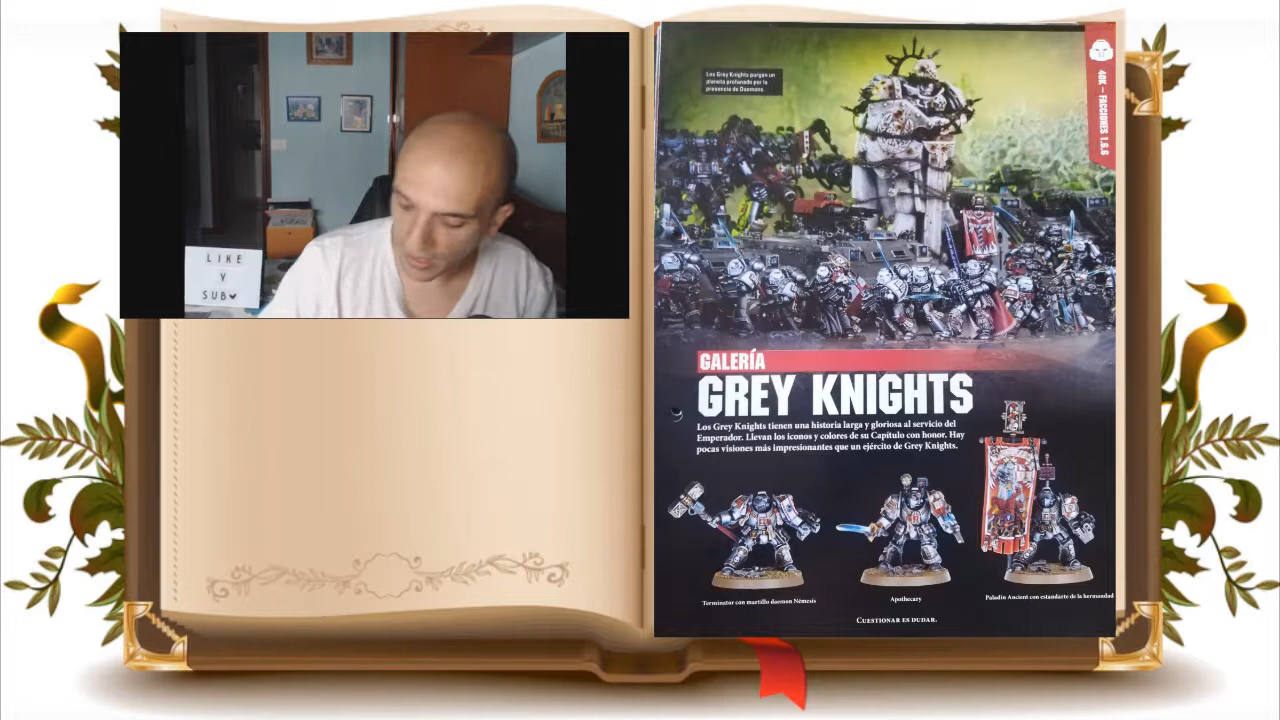 LIKE
Y
SUB
Los Grey Knights purgan un
planeta profanado por la
presencia de Daemons.
40K – FACCIONES 1.6.6
GALERÍA
GREY KNIGHTS
Los Grey Knights tienen una historia larga y gloriosa al servicio del
Emperador. Llevan los iconos y colores de su Capítulo con honor. Hay
pocas visiones más impresionantes que un ejército de Grey Knights.
Terminator con martillo daemon Némesis
Apothecary
Paladin Ancient con estandarte de la hermandad
CUESTIONAR ES DUDAR.